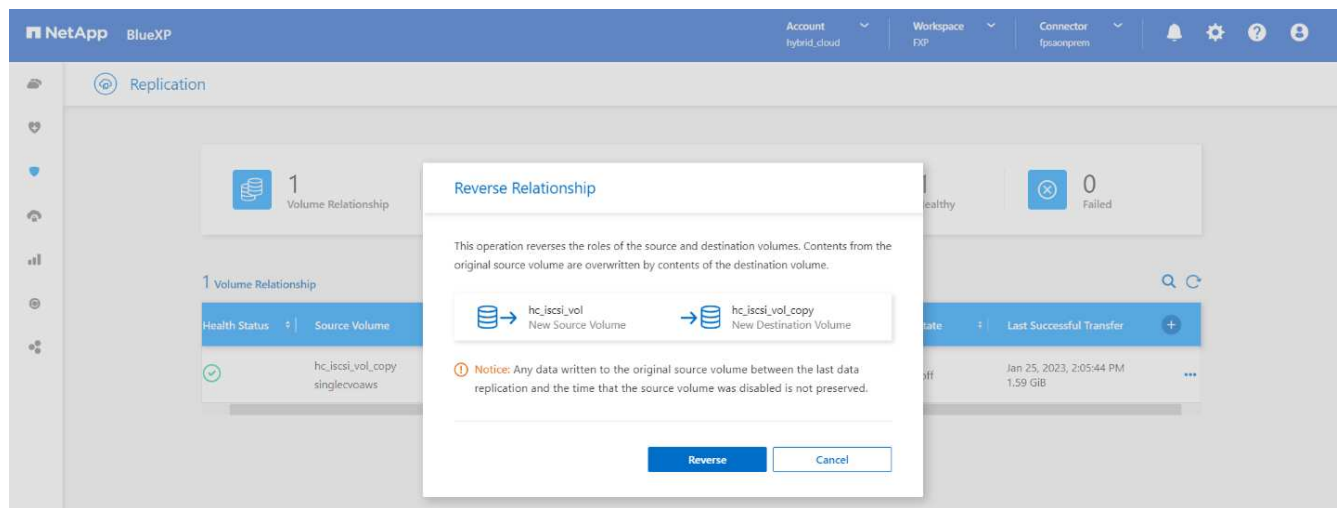 NetApp BlueXP
Account
hybrid_cloud
Workspace
FXP
Connector
fpsaonprem
Replication
1
Volume Relationship
0
Failed
Reverse Relationship
This operation reverses the roles of the source and destination volumes. Contents from the
original source volume are overwritten by contents of the destination volume.
hc_iscsi_vol
New Source Volume
hc_iscsi_vol_copy
New Destination Volume
Notice: Any data written to the original source volume between the last data
replication and the time that the source volume was disabled is not preserved.
Reverse
Cancel
1 Volume Relationship
Health Status
Source Volume
Last Successful Transfer
hc_iscsi_vol_copy
singlecvoaws
Jan 25, 2023, 2:05:44 PM
1.59 GiB